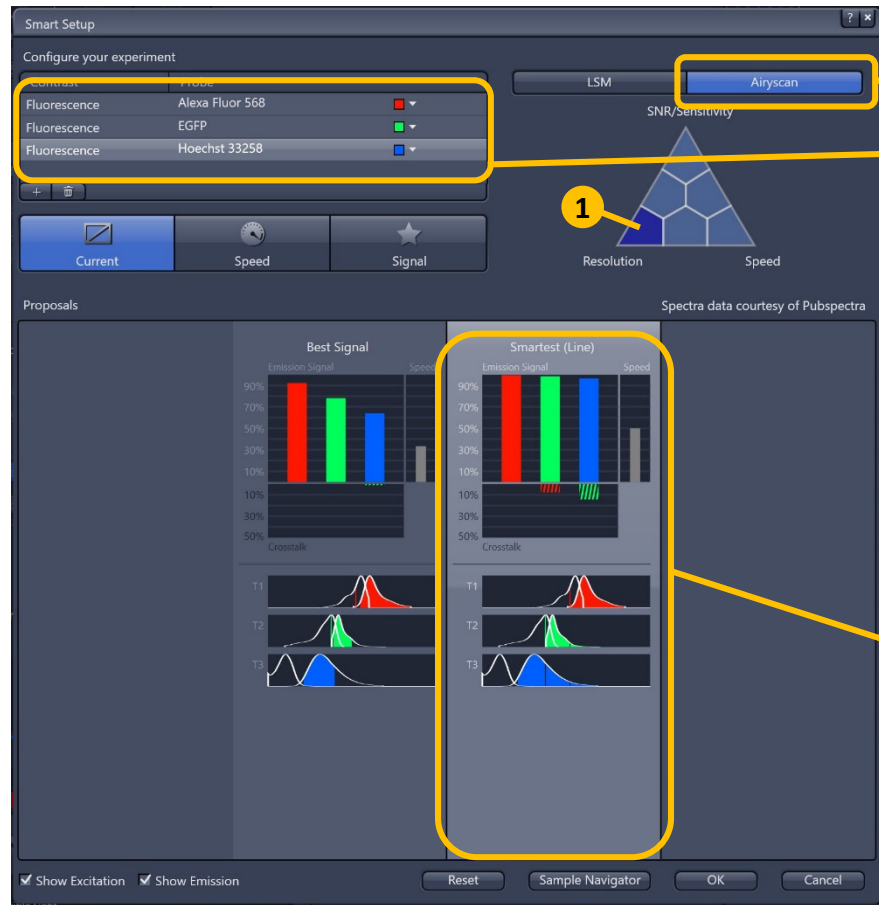 Smart Setup
? ×
Configure your experiment
Contrast Probe
Fluorescence Alexa Fluor 568
Fluorescence EGFP
Fluorescence Hoechst 33258
+
LSM Airyscan
SNR/Sensitivity
1
Resolution Speed
Current Speed Signal
Proposals Spectra data courtesy of Pubspectra
Best Signal
Emission Signal Speed
90%
70%
50%
30%
10%
10%
30%
50%
Crosstalk
T1
T2
T3
Smartest (Line)
Emission Signal Speed
90%
70%
50%
30%
10%
10%
30%
50%
Crosstalk
T1
T2
T3
Show Excitation Show Emission Reset Sample Navigator OK Cancel